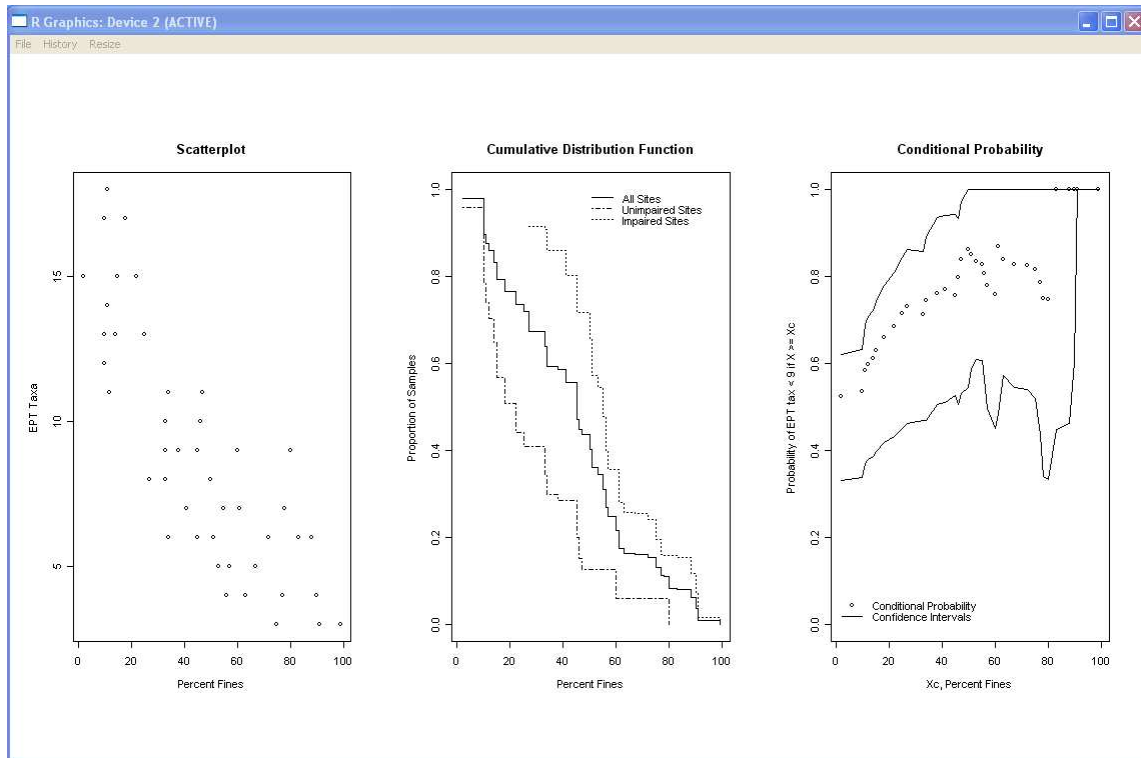 R Graphics: Device 2 (ACTIVE)
File History Resize
Scatterplot
EPT Taxa
15
10
5
0 20 40 60 80 100
Percent Fines
Cumulative Distribution Function
Proportion of Samples
1.0
0.8
0.6
0.4
0.2
0.0
All Sites
Unimpaired Sites
Impaired Sites
0 20 40 60 80 100
Percent Fines
Conditional Probability
Probability of EPT tax < 9 if X >= Xc
1.0
0.8
0.6
0.4
0.2
0.0
Conditional Probability
Confidence Intervals
0 20 40 60 80 100
Xc, Percent Fines